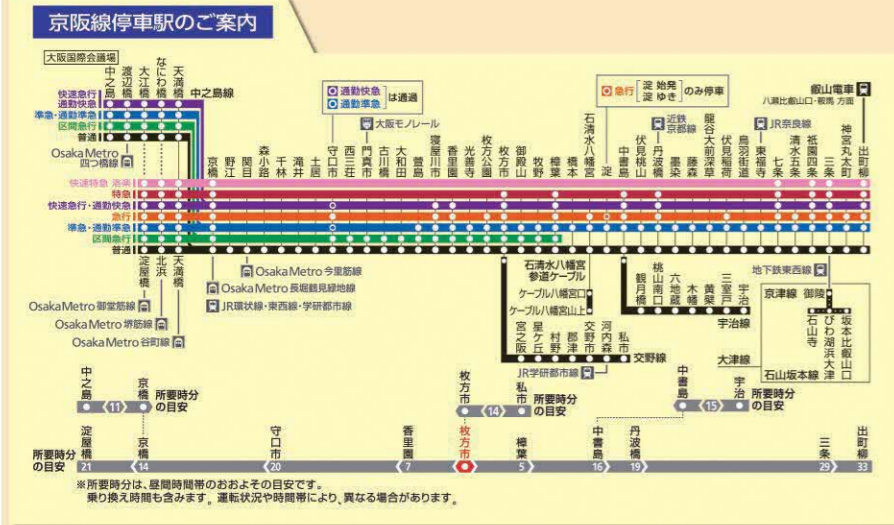 京阪線停車駅のご案内
大阪国際会議場
中之島
渡辺橋
大江橋
なにわ橋
天満橋
中之島線
快速急行
通勤快急
準急・通勤準急
区間急行
普通
Osaka Metro
四つ橋線
通勤快急
通勤準急
は通過
急行
淀 始発
淀 ゆき
のみ停車
叡山電車
八瀬比叡山口・鞍馬 方面
大阪モノレール
近鉄
京都線
JR奈良線
京橋
野江
関目
森小路
千林
滝井
土居
守口市
西三荘
門真市
古川橋
大和田
萱島
寝屋川市
香里園
光善寺
枚方公園
枚方市
御殿山
牧野
樟葉
橋本
石清水八幡宮
淀
中書島
伏見桃山
丹波橋
墨染
藤森
龍谷大前深草
伏見稲荷
鳥羽街道
東福寺
七条
清水五条
祇園四条
三条
神宮丸太町
出町柳
快速特急 洛楽
特急
快速急行・通勤快急
急行
準急・通勤準急
区間急行
普通
淀屋橋
北浜
天満橋
Osaka Metro 今里筋線
Osaka Metro 長堀鶴見緑地線
JR環状線・東西線・学研都市線
Osaka Metro 御堂筋線
Osaka Metro 堺筋線
Osaka Metro 谷町線
石清水八幡宮
参道ケーブル
ケーブル八幡宮口
ケーブル八幡宮山上
宮之阪
星ケ丘
村野
郡津
交野市
河内森
私市
交野線
JR学研都市線
観月橋
桃山南口
六地蔵
木幡
黄檗
三室戸
宇治
宇治線
地下鉄東西線
京津線
御陵
石山寺
びわ湖浜大津
坂本比叡山口
大津線
石山坂本線
中之島
京橋
11
所要時分
の目安
枚方市
私市
14
所要時分
の目安
中書島
宇治
15
所要時分
の目安
所要時分
の目安
淀屋橋
京橋
守口市
香里園
枚方市
樟葉
中書島
丹波橋
三条
出町柳
21
14
20
7
5
16
19
29
33
※所要時分は、昼間時間帯のおおよその目安です。
乗り換え時間も含みます。運転状況や時間帯により、異なる場合があります。